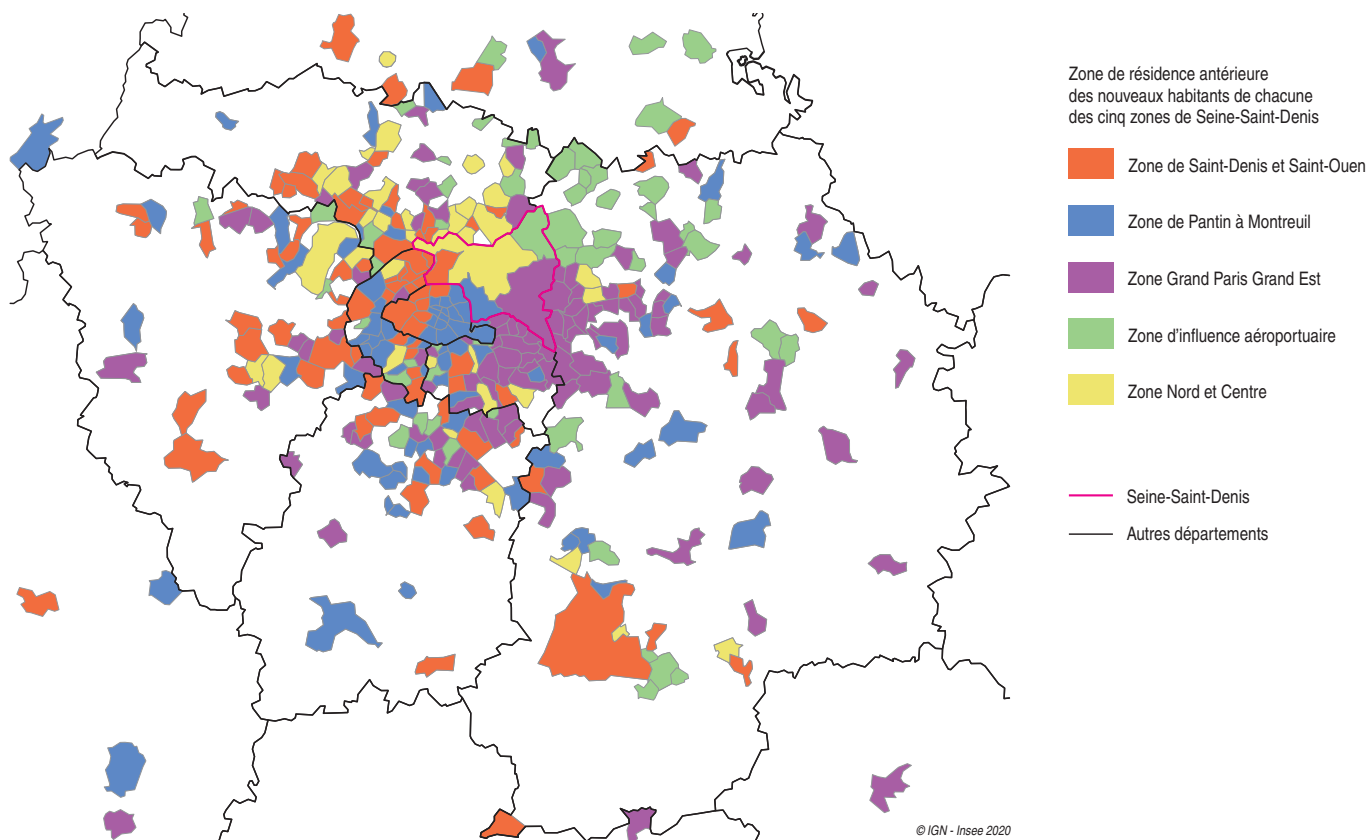 Zone de résidence antérieure
des nouveaux habitants de chacune
des cinq zones de Seine-Saint-Denis
Zone de Saint-Denis et Saint-Ouen
Zone de Pantin à Montreuil
Zone Grand Paris Grand Est
Zone d'influence aéroportuaire
Zone Nord et Centre
Seine-Saint-Denis
Autres départements
© IGN - Insee 2020